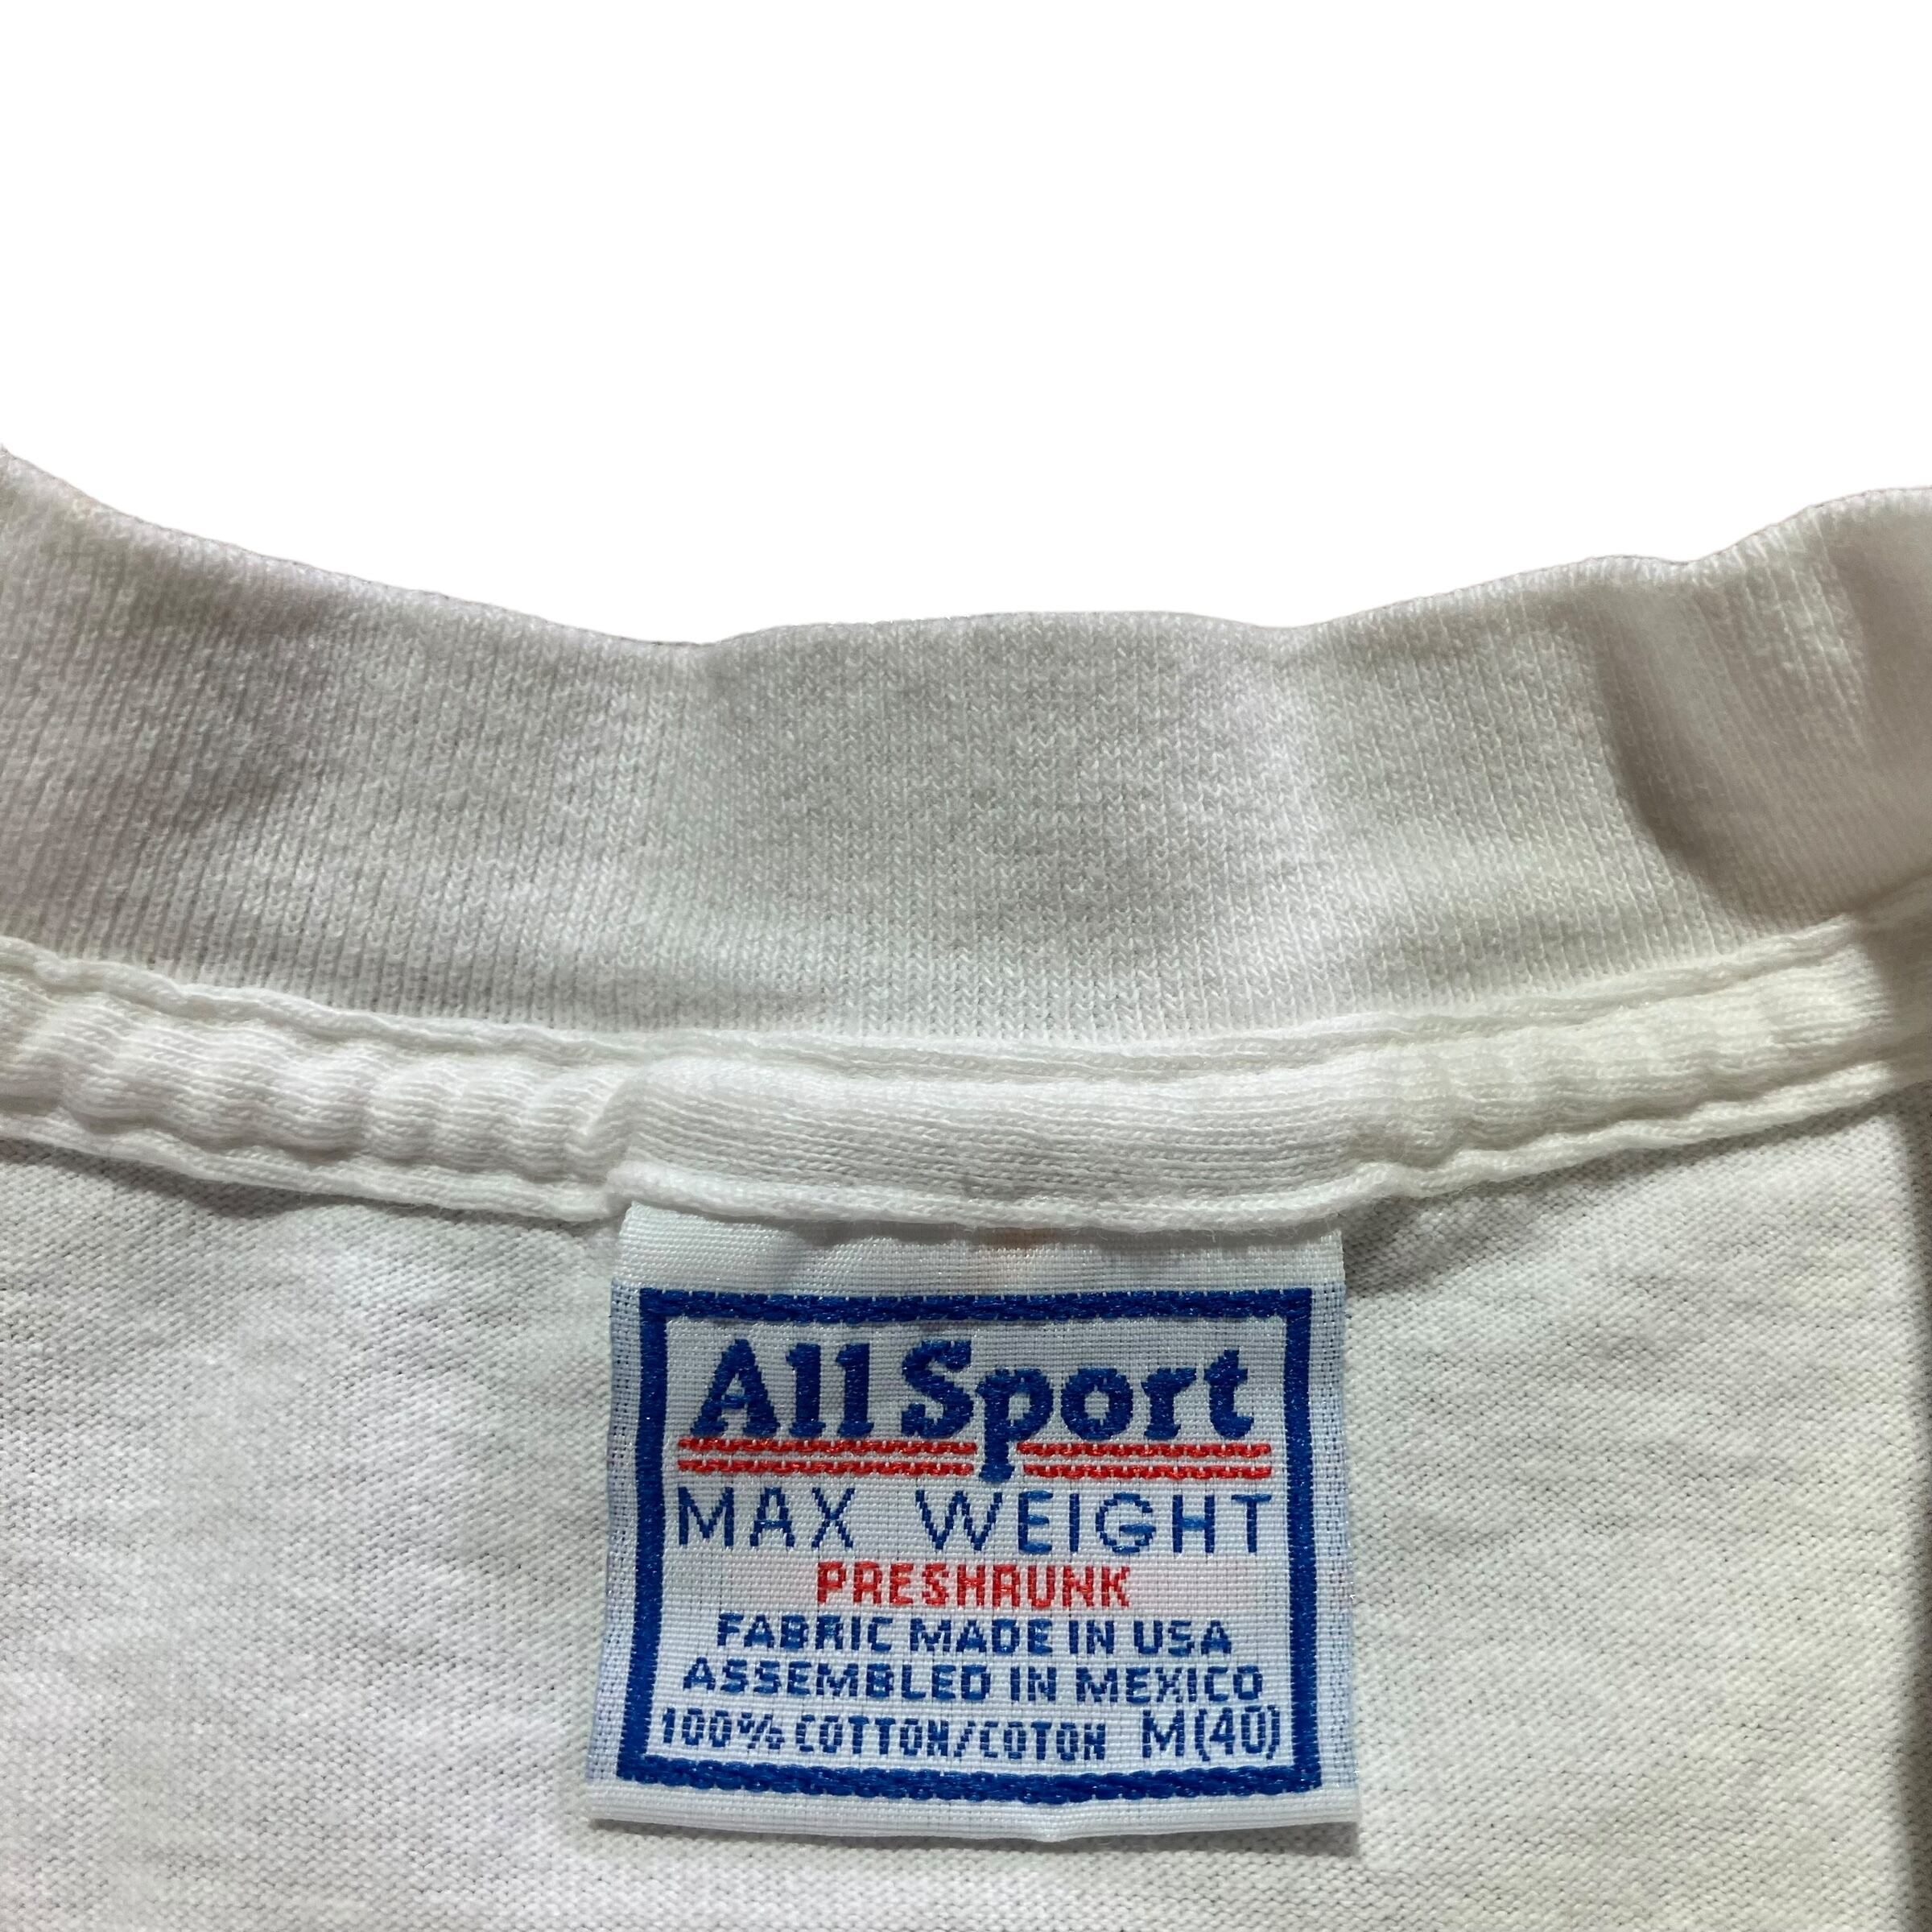 All Sport
MAX WEIGHT
PRESHRUNK
FABRIC MADE IN USA
ASSEMBLED IN MEXICO
100% COTTON/COTON M(40)